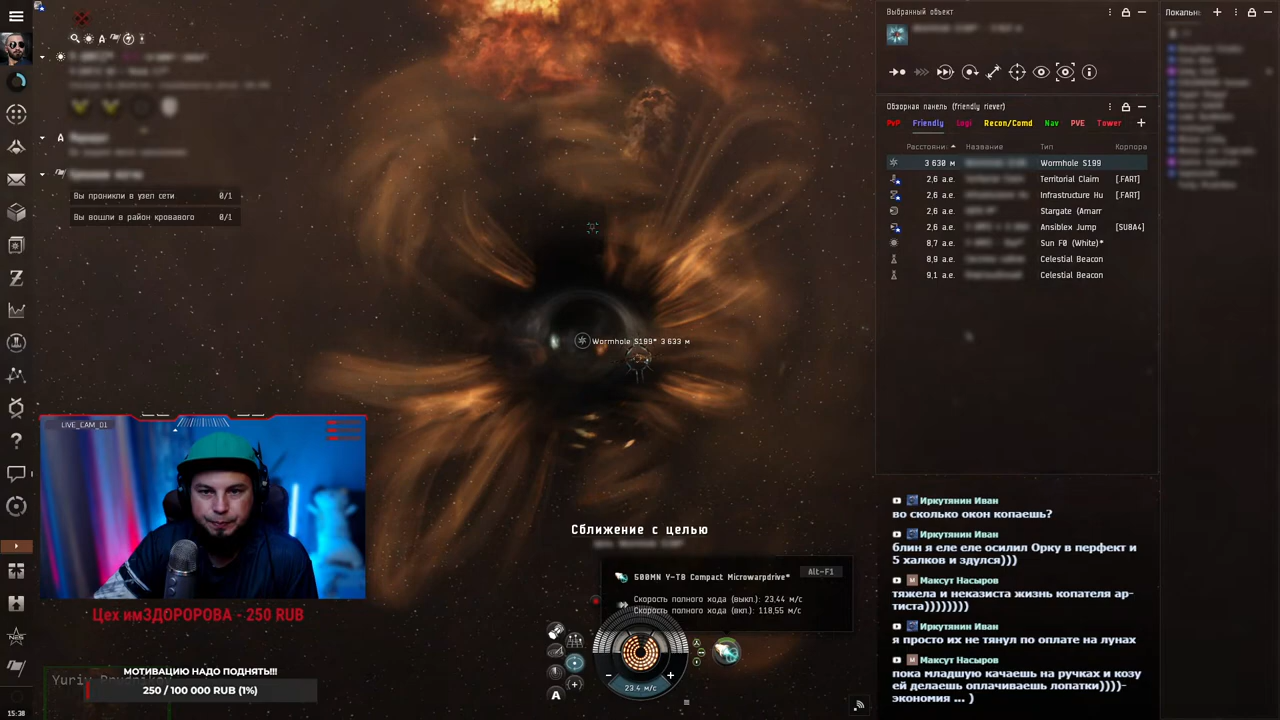 Вы проникли в узел сети 0/1
Вы вошли в район кровавого 0/1
15:38
LIVE_CAM_01
Цех имЗДОРОРОВА - 250 RUB
МОТИВАЦИЮ НАДО ПОДНЯТЬ!!!
250 / 100 000 RUB (1%)
Wormhole S199* 3 633 м
Сближение с целью
500MN Y-T8 Compact Microwarpdrive*
Alt-F1
Скорость полного хода (выкл.): 23,44 м/с
Скорость полного хода (вкл.): 118,55 м/с
23.4 м/с
Выбранный объект
Обзорная панель (friendly riever)
PvP Friendly Logi Recon/Comd Nav PVE Tower
Расстояни: Название Тип Корпора
3 630 м Wormhole S199
2,6 а.е. Territorial Claim [.FART]
2,6 а.е. Infrastructure Hu [.FART]
2,6 а.е. Stargate (Amarr
2,6 а.е. Ansiblex Jump [SUBA4]
8,7 а.е. Sun F0 (White)*
8,9 а.е. Celestial Beacon
9,1 а.е. Celestial Beacon
Локальн
Иркутянин Иван
во сколько окон копаешь?
Иркутянин Иван
блин я еле еле осилил Орку в перфект и
5 халков и здулся)))
Максут Насыров
тяжела и неказиста жизнь копателя ар-
тиста))))))))
Иркутянин Иван
я просто их не тянул по оплате на лунах
Максут Насыров
пока младшую качаешь на ручках и козу
ей делаешь оплачиваешь лопатки))))-
экономия ... )